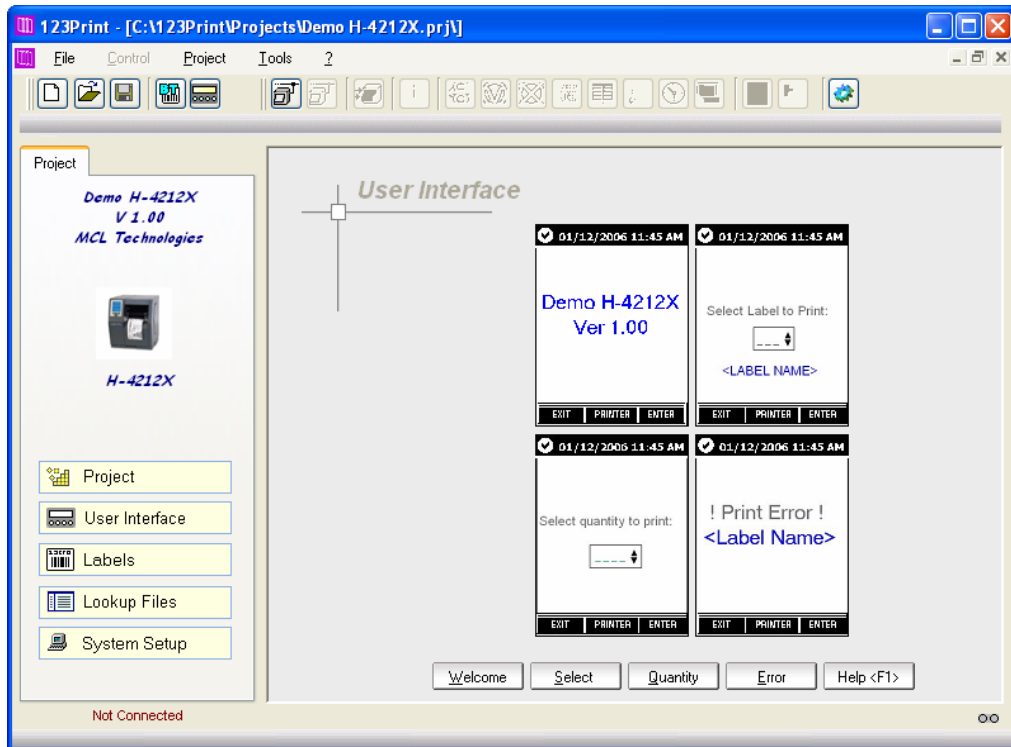 123Print - [C:\123Print\Projects\Demo H-4212X.prj\]
File Control Project Tools ?
Project
Demo H-4212X
V 1.00
MCL Technologies
H-4212X
Project
User Interface
Labels
Lookup Files
System Setup
Not Connected
User Interface
01/12/2006 11:45 AM
Demo H-4212X
Ver 1.00
EXIT PRINTER ENTER
01/12/2006 11:45 AM
Select Label to Print:
___
<LABEL NAME>
EXIT PRINTER ENTER
01/12/2006 11:45 AM
Select quantity to print:
____
EXIT PRINTER ENTER
01/12/2006 11:45 AM
! Print Error !
<Label Name>
EXIT PRINTER ENTER
Welcome Select Quantity Error Help <F1>